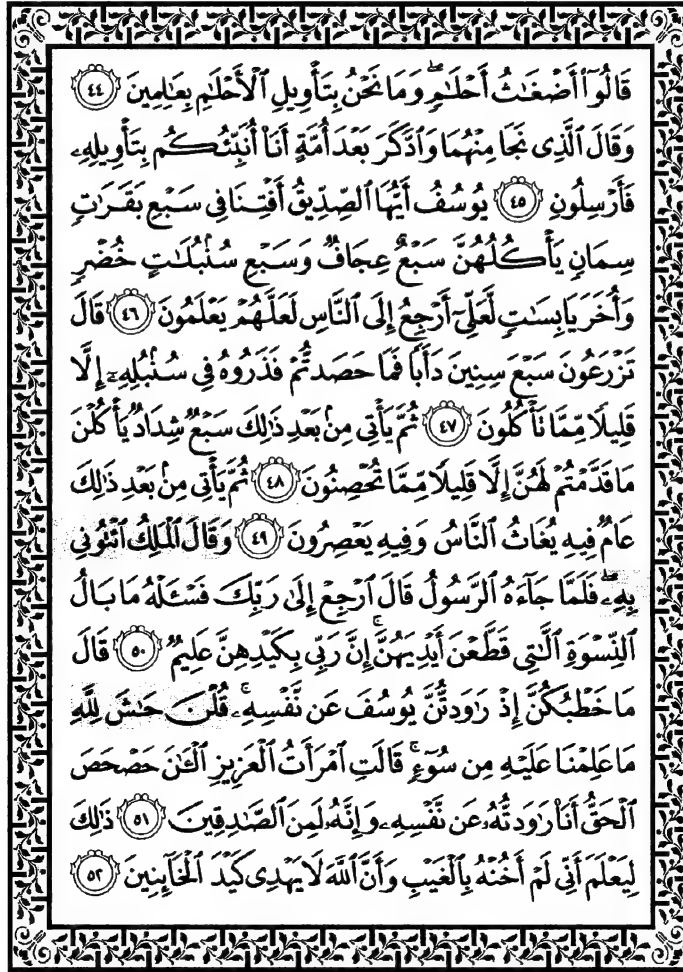 قَالُوٓا۟ أَضْغَـٰثُ أَحْلَـٰمٍۢ ۖ وَمَا نَحْنُ بِتَأْوِيلِ ٱلْأَحْلَـٰمِ بِعَـٰلِمِينَ ﴿٤٤﴾
وَقَالَ ٱلَّذِى نَجَا مِنْهُمَا وَٱدَّكَرَ بَعْدَ أُمَّةٍ أَنَا۠ أُنَبِّئُكُم بِتَأْوِيلِهِۦ
فَأَرْسِلُونِ ﴿٤٥﴾ يُوسُفُ أَيُّهَا ٱلصِّدِّيقُ أَفْتِنَا فِى سَبْعِ بَقَرَٰتٍۢ
سِمَانٍۢ يَأْكُلُهُنَّ سَبْعٌ عِجَافٌۭ وَسَبْعِ سُنۢبُلَـٰتٍ خُضْرٍۢ
وَأُخَرَ يَابِسَـٰتٍۢ لَّعَلِّىٓ أَرْجِعُ إِلَى ٱلنَّاسِ لَعَلَّهُمْ يَعْلَمُونَ ﴿٤٦﴾ قَالَ
تَزْرَعُونَ سَبْعَ سِنِينَ دَأَبًۭا فَمَا حَصَدتُّمْ فَذَرُوهُ فِى سُنۢبُلِهِۦٓ إِلَّا
قَلِيلًۭا مِّمَّا تَأْكُلُونَ ﴿٤٧﴾ ثُمَّ يَأْتِى مِنۢ بَعْدِ ذَٰلِكَ سَبْعٌۭ شِدَادٌۭ يَأْكُلْنَ
مَا قَدَّمْتُمْ لَهُنَّ إِلَّا قَلِيلًۭا مِّمَّا تُحْصِنُونَ ﴿٤٨﴾ ثُمَّ يَأْتِى مِنۢ بَعْدِ ذَٰلِكَ
عَامٌۭ فِيهِ يُغَاثُ ٱلنَّاسُ وَفِيهِ يَعْصِرُونَ ﴿٤٩﴾ وَقَالَ ٱلْمَلِكُ ٱئْتُونِى
بِهِۦ ۖ فَلَمَّا جَآءَهُ ٱلرَّسُولُ قَالَ ٱرْجِعْ إِلَىٰ رَبِّكَ فَسْـَٔلْهُ مَا بَالُ
ٱلنِّسْوَةِ ٱلَّـٰتِى قَطَّعْنَ أَيْدِيَهُنَّ ۚ إِنَّ رَبِّى بِكَيْدِهِنَّ عَلِيمٌۭ ﴿٥٠﴾ قَالَ
مَا خَطْبُكُنَّ إِذْ رَٰوَدتُّنَّ يُوسُفَ عَن نَّفْسِهِۦ ۚ قُلْنَ حَـٰشَ لِلَّهِ
مَا عَلِمْنَا عَلَيْهِ مِن سُوٓءٍۢ ۚ قَالَتِ ٱمْرَأَتُ ٱلْعَزِيزِ ٱلْـَٔـٰنَ حَصْحَصَ
ٱلْحَقُّ أَنَا۠ رَٰوَدتُّهُۥ عَن نَّفْسِهِۦ وَإِنَّهُۥ لَمِنَ ٱلصَّـٰدِقِينَ ﴿٥١﴾ ذَٰلِكَ
لِيَعْلَمَ أَنِّى لَمْ أَخُنْهُ بِٱلْغَيْبِ وَأَنَّ ٱللَّهَ لَا يَهْدِى كَيْدَ ٱلْخَآئِنِينَ ﴿٥٢﴾